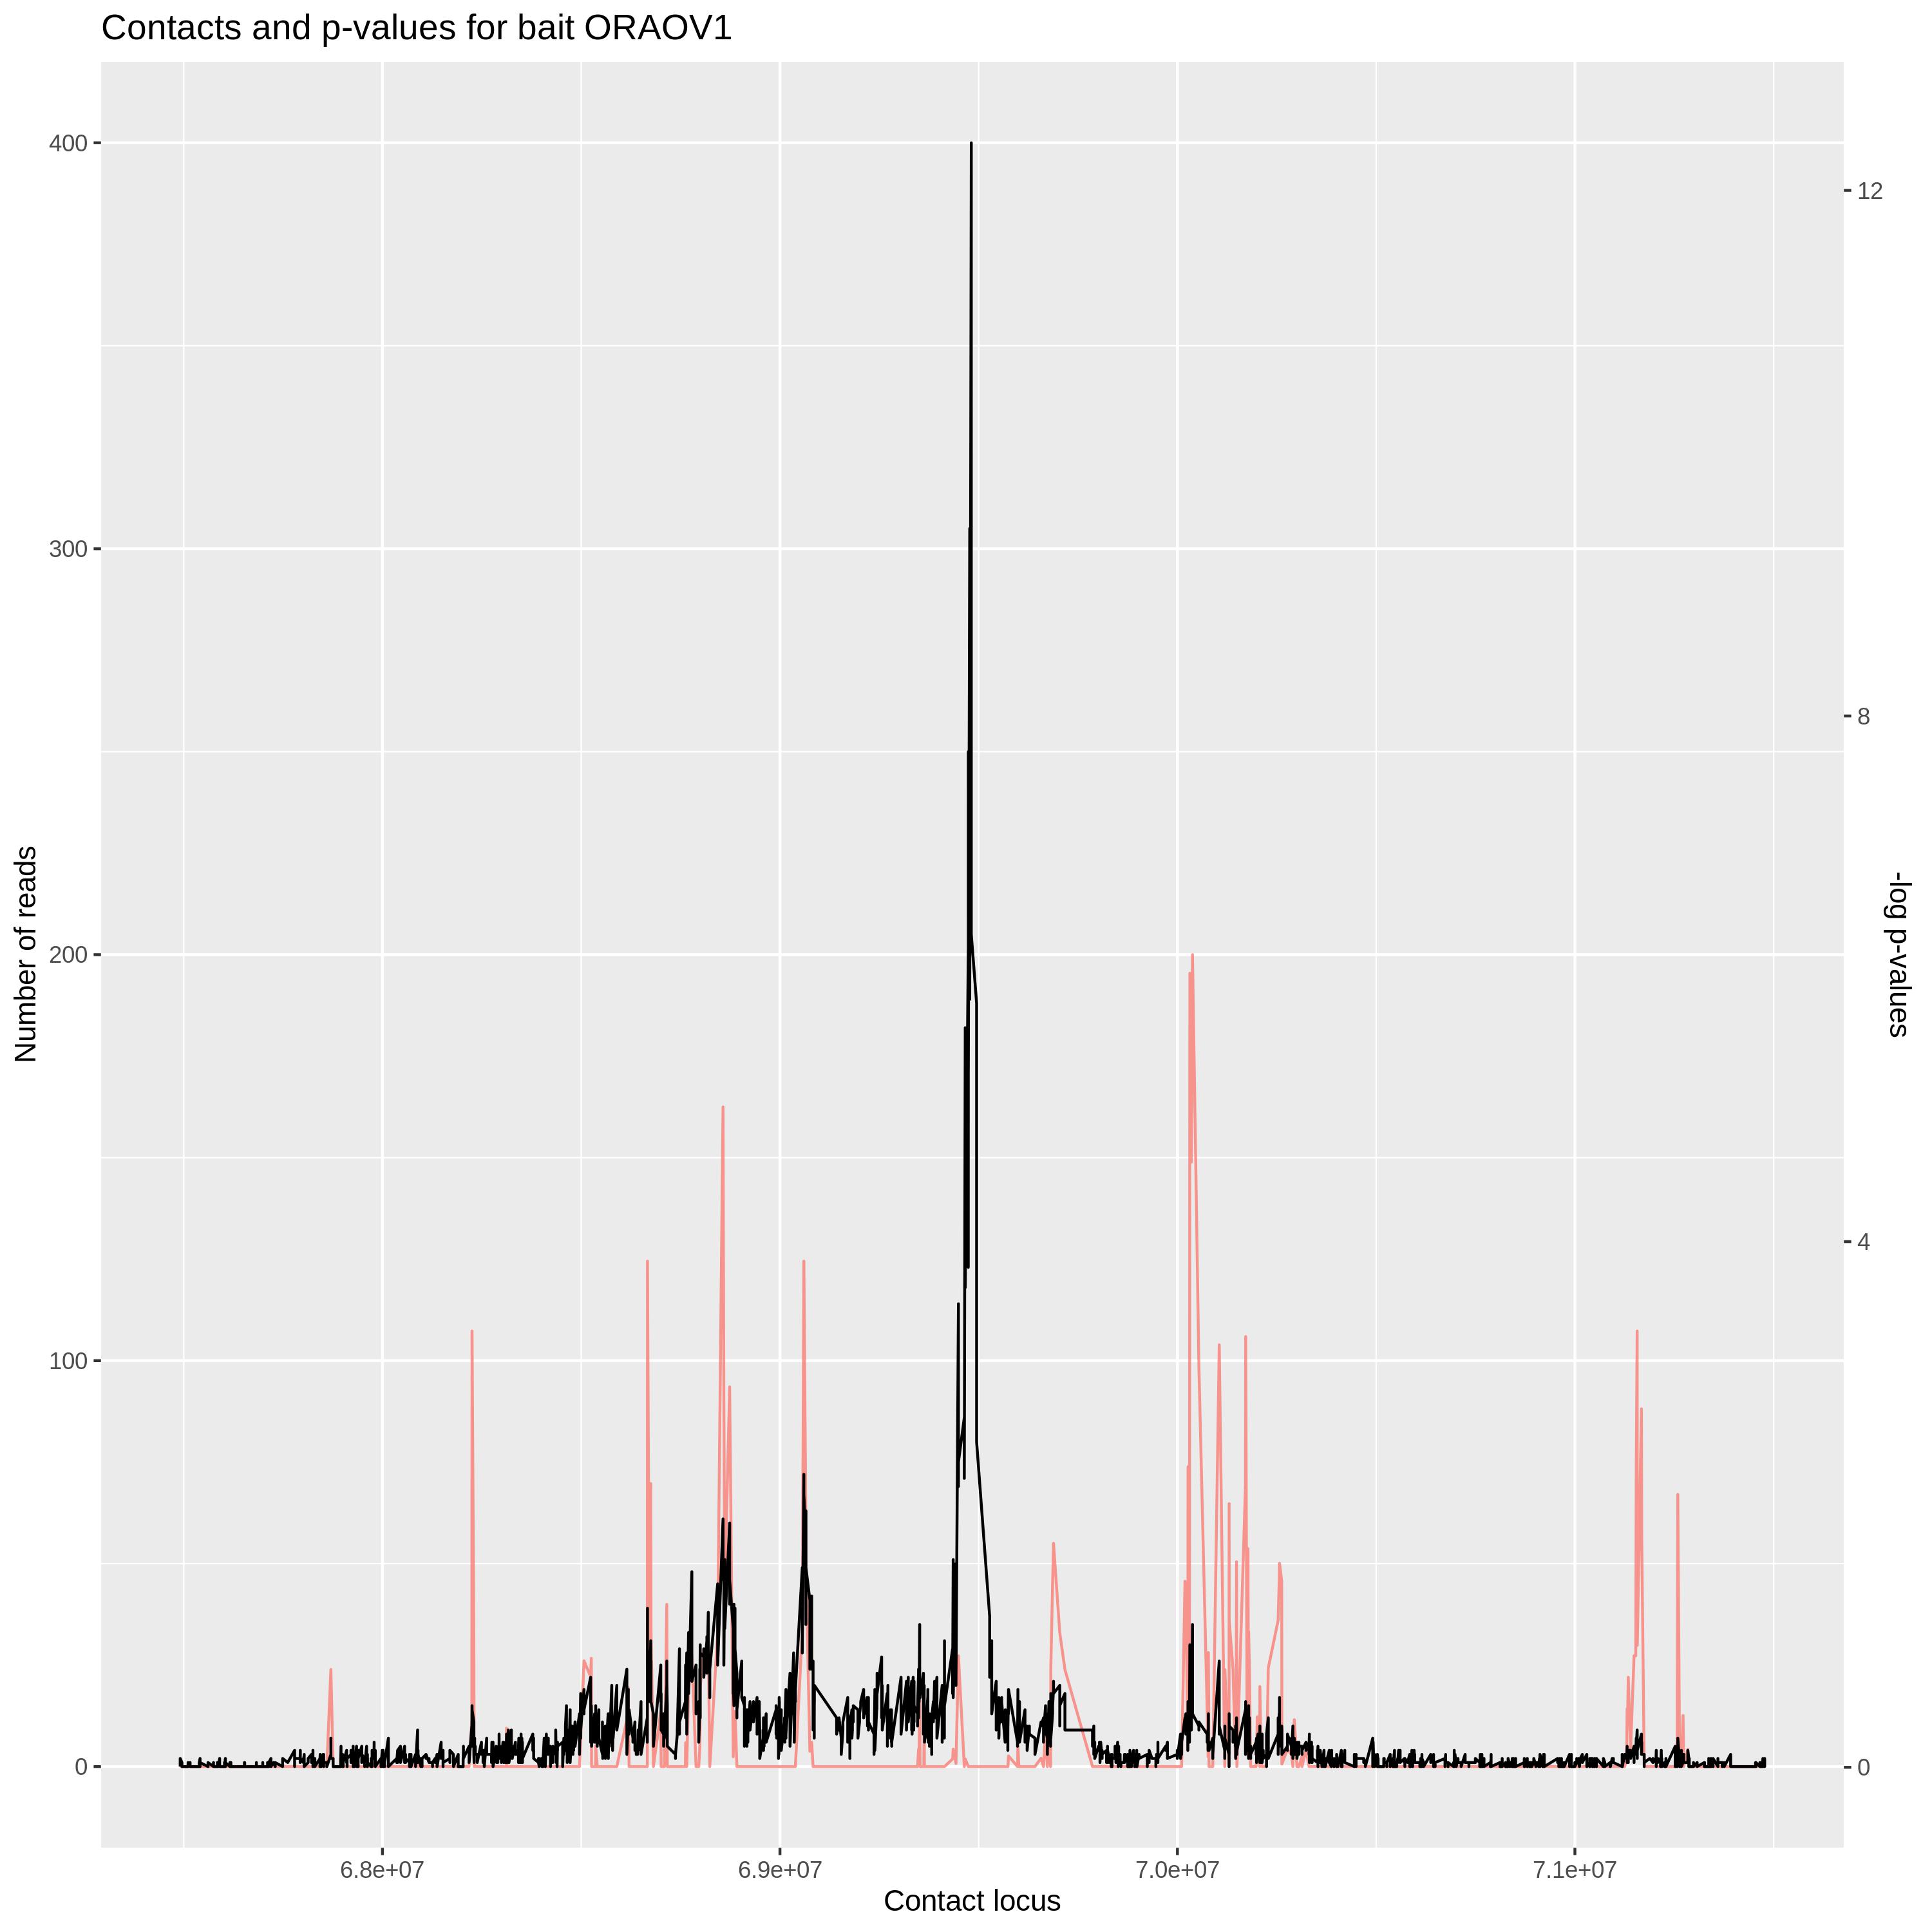 Contacts and p-values for bait ORAOV1
400
300
200
100
0
Number of reads
12
8
4
0
-log p-values
6.8e+07
6.9e+07
7.0e+07
7.1e+07
Contact locus